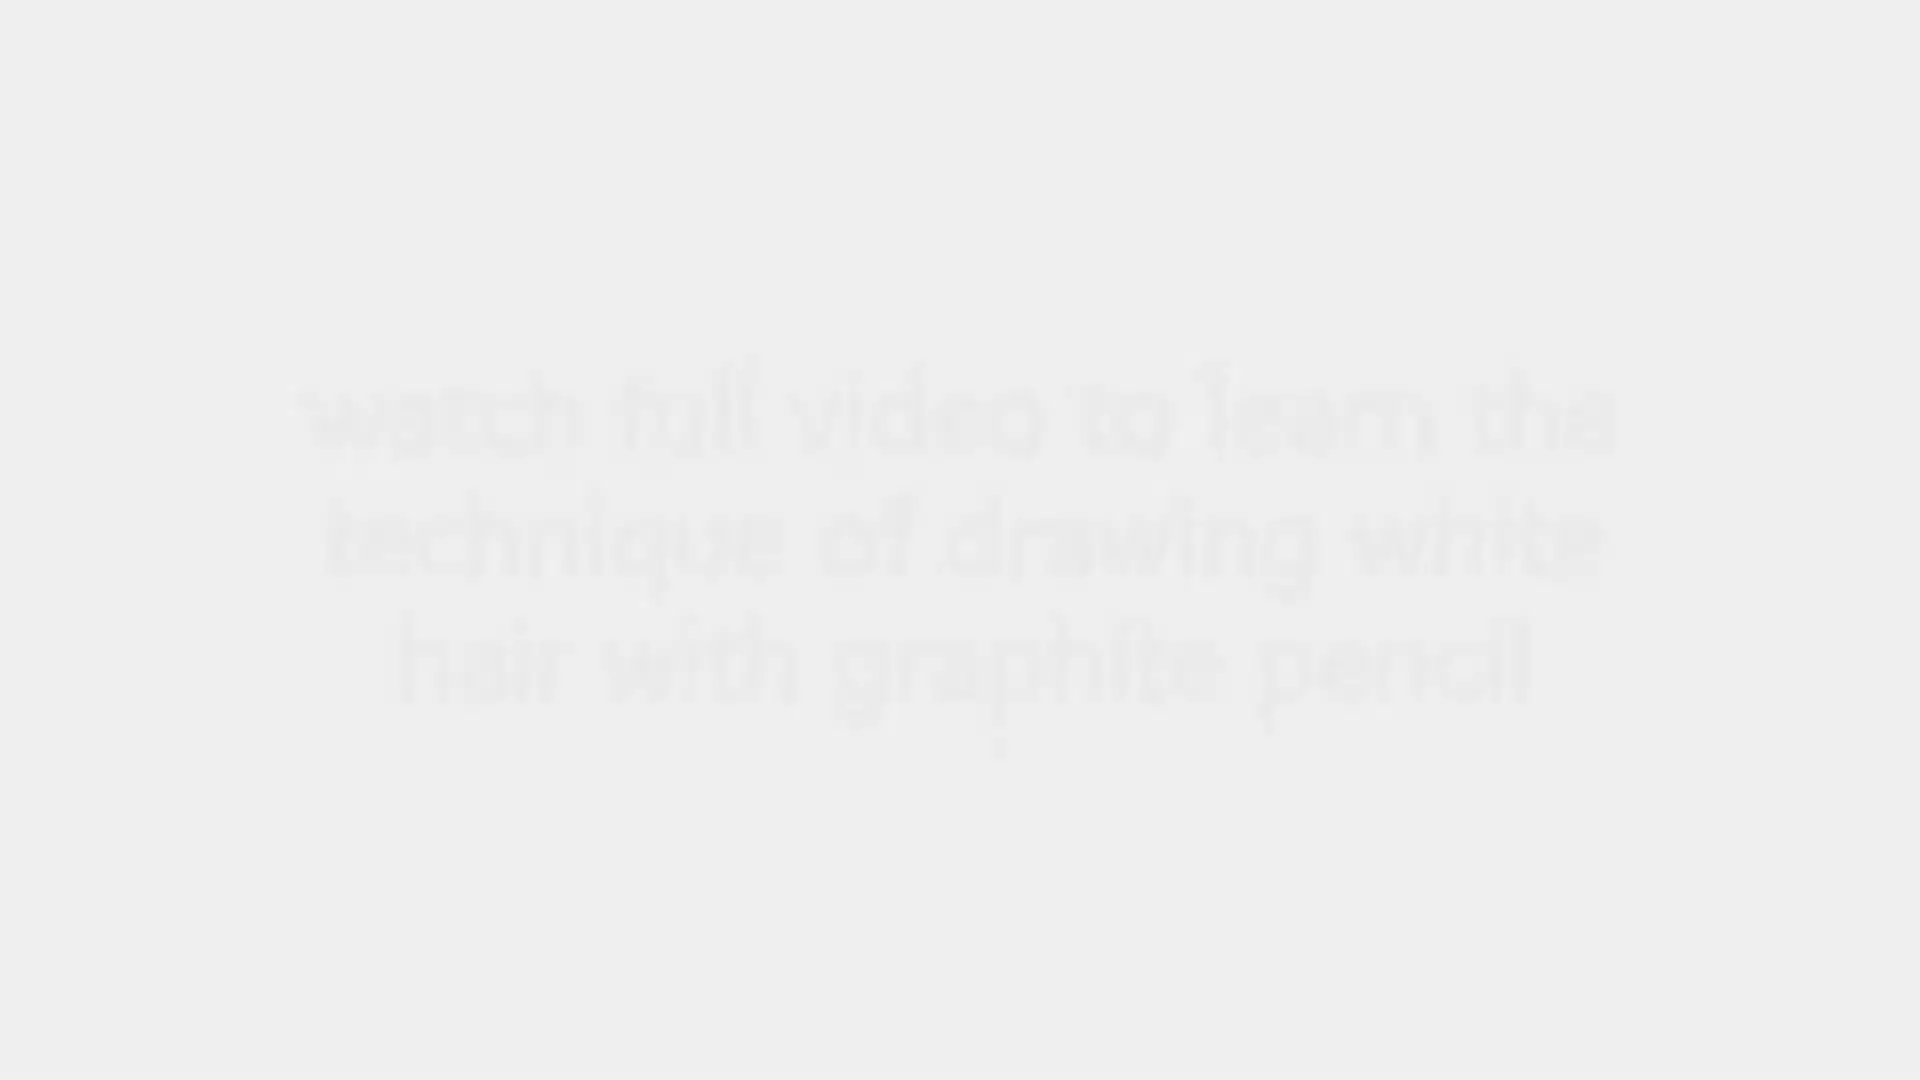 watch full video to learn the
technique of drawing white
hair with graphite pencil